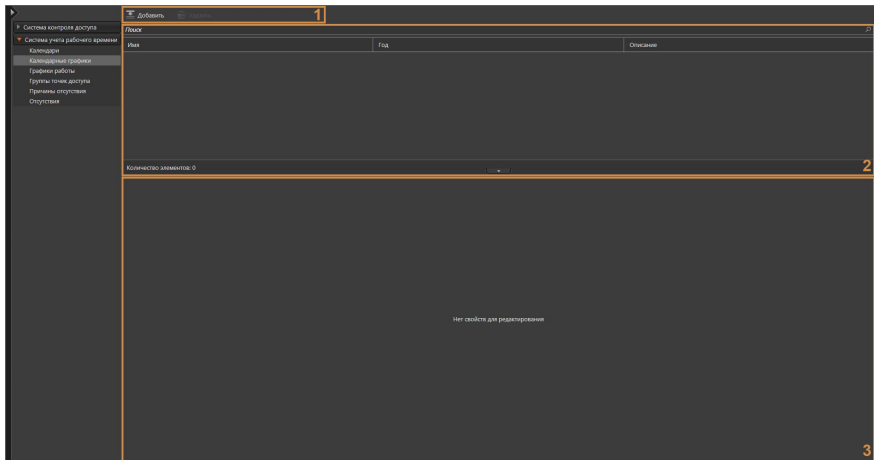 Добавить
1
Система контроля доступа
Система учета рабочего времени
Календари
Календарные графики
Графики работы
Группы точек доступа
Причины отсутствия
Отсутствия
Поиск
Имя Год Описание
Количество элементов: 0
2
Нет свойств для редактирования
3